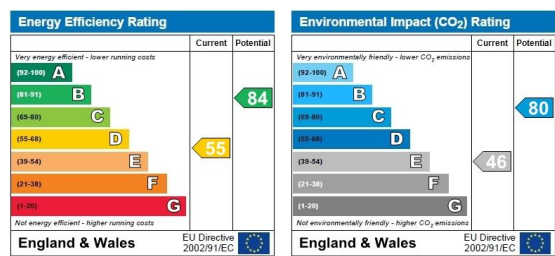 Energy Efficiency Rating
Current Potential
Very energy efficient - lower running costs
(92-100) A
(81-91) B
(69-80) C
(55-68) D
(39-54) E
(21-38) F
(1-20) G
84
55
Not energy efficient - higher running costs
England & Wales
EU Directive
2002/91/EC
Environmental Impact (CO2) Rating
Current Potential
Very environmentally friendly - lower CO2 emissions
(92-100) A
(81-91) B
(69-80) C
(55-68) D
(39-54) E
(21-38) F
(1-20) G
80
46
Not environmentally friendly - higher CO2 emissions
England & Wales
EU Directive
2002/91/EC